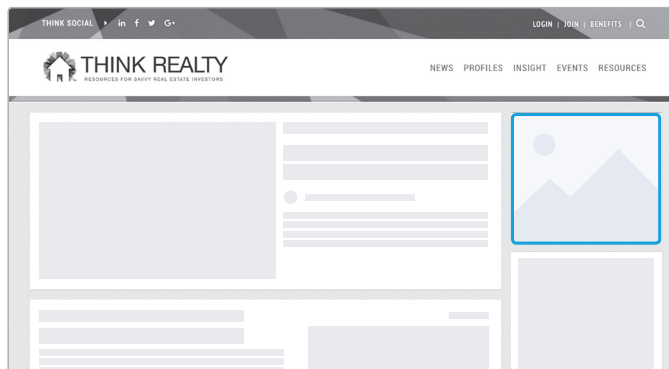 THINK SOCIAL
LOGIN | JOIN | BENEFITS |
THINK REALTY
RESOURCES FOR SAVVY REAL ESTATE INVESTORS
NEWS PROFILES INSIGHT EVENTS RESOURCES